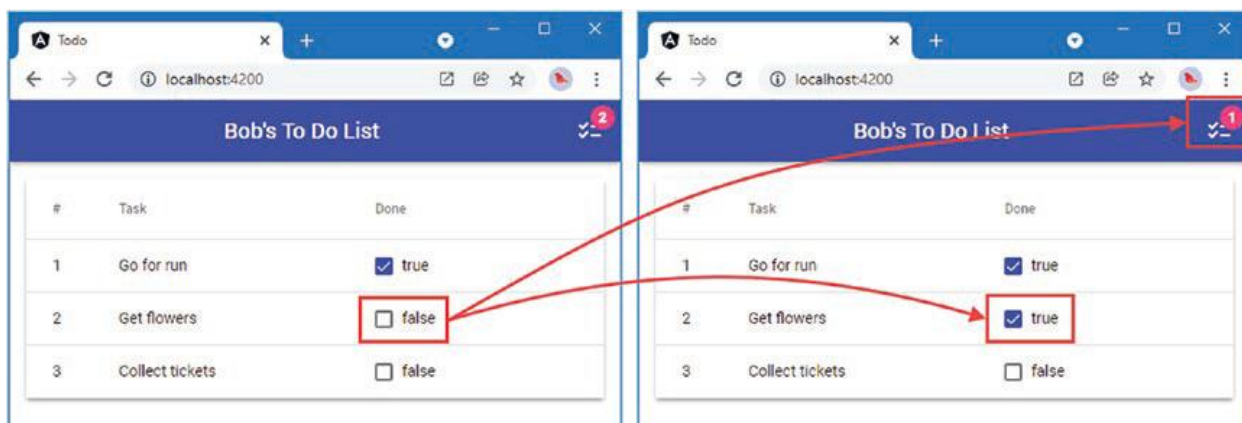 Todo
localhost:4200
Bob's To Do List
2
# Task Done
1 Go for run true
2 Get flowers false
3 Collect tickets false
Todo
localhost:4200
Bob's To Do List
1
# Task Done
1 Go for run true
2 Get flowers true
3 Collect tickets false